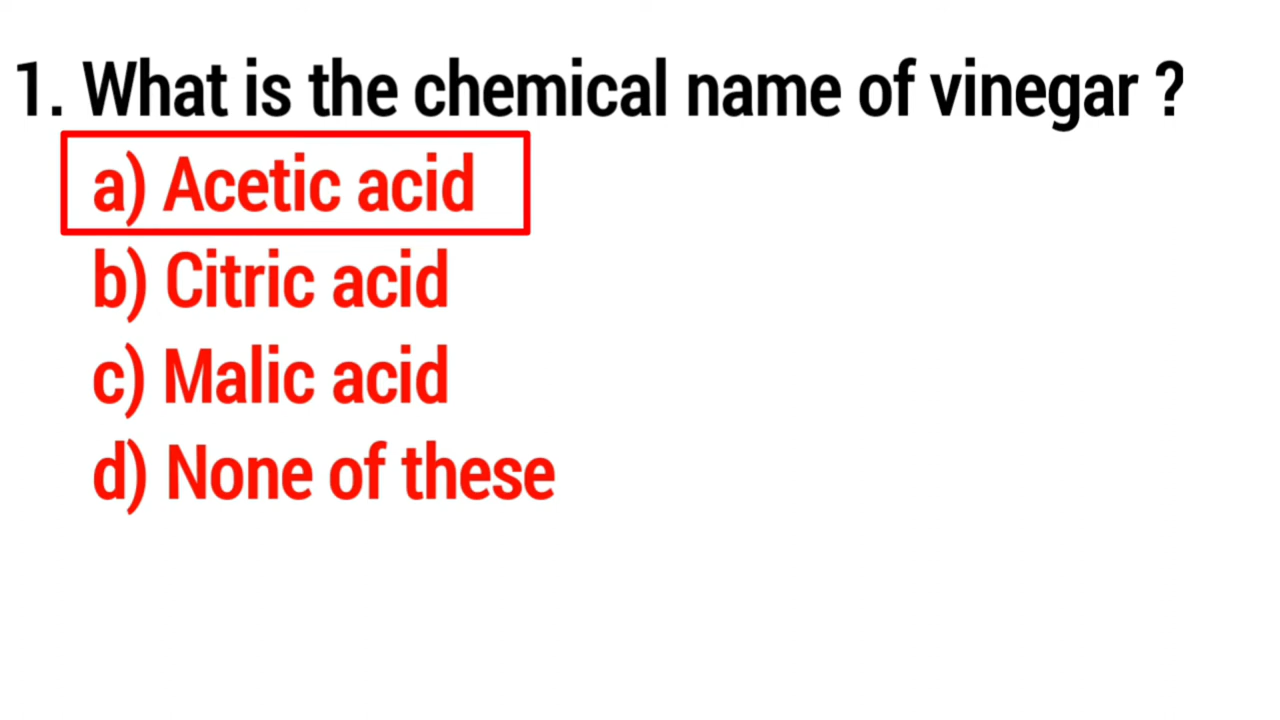 1. What is the chemical name of vinegar ?
a) Acetic acid
b) Citric acid
c) Malic acid
d) None of these